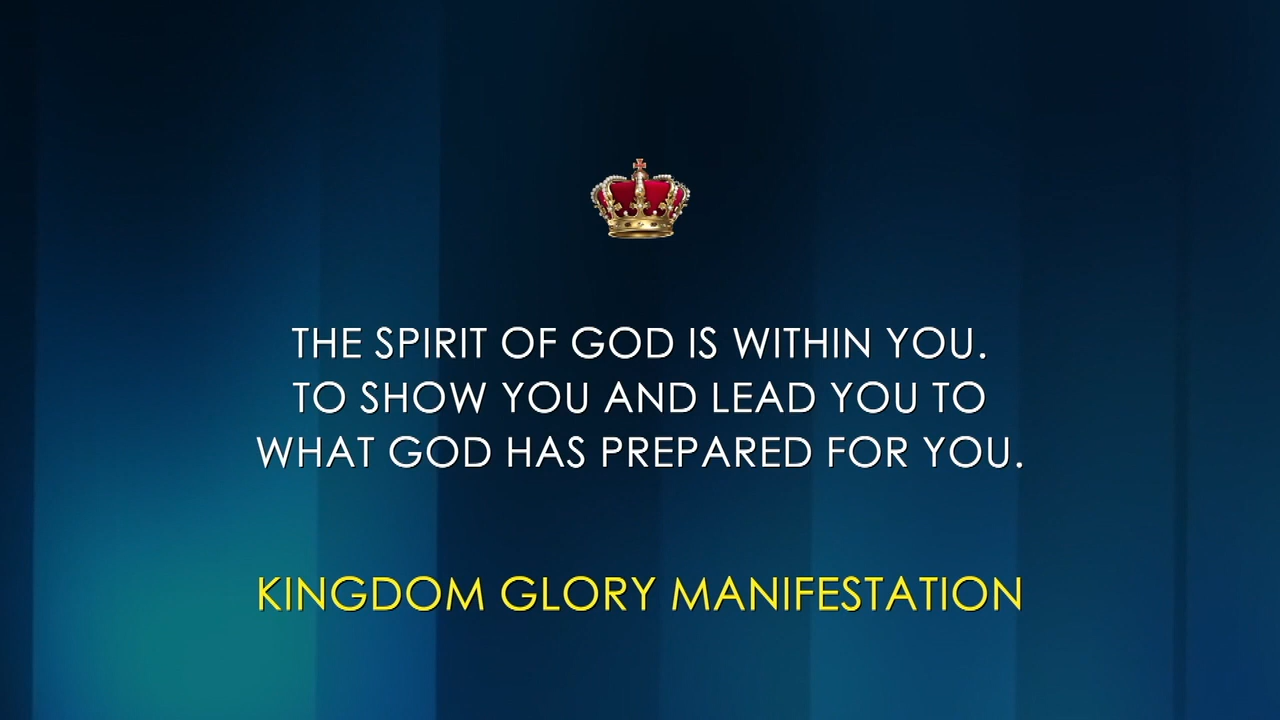 THE SPIRIT OF GOD IS WITHIN YOU.
TO SHOW YOU AND LEAD YOU TO
WHAT GOD HAS PREPARED FOR YOU.
KINGDOM GLORY MANIFESTATION